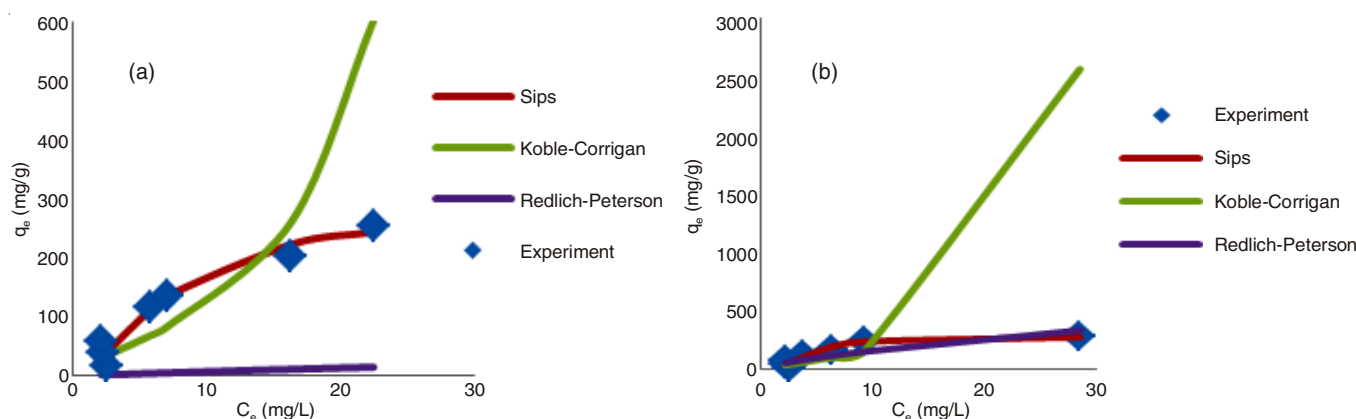 (a)
600
500
400
300
200
100
0
qe (mg/g)
0 10 20 30
Ce (mg/L)
Sips
Koble-Corrigan
Redlich-Peterson
Experiment
(b)
3000
2500
2000
1500
1000
500
0
qe (mg/g)
0 10 20 30
Ce (mg/L)
Experiment
Sips
Koble-Corrigan
Redlich-Peterson